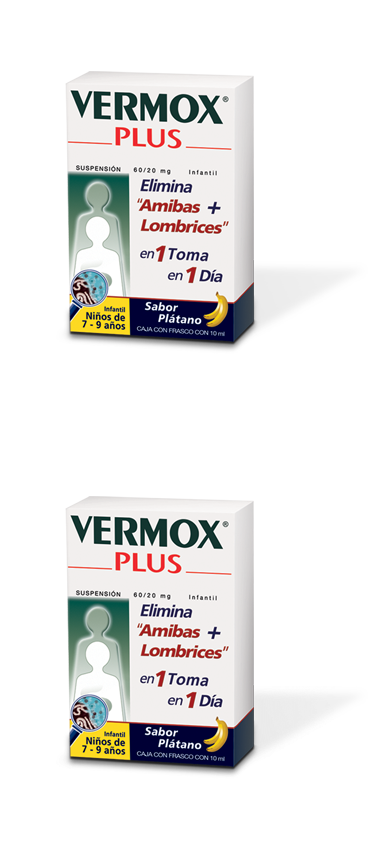 VERMOX®
PLUS
SUSPENSIÓN 60/20 mg Infantil
Elimina
"Amibas +
Lombrices"
en 1 Toma
en 1 Día
Infantil
Niños de
7 - 9 años
Sabor
Plátano
CAJA CON FRASCO CON 10 ml
VERMOX®
PLUS
SUSPENSIÓN 60/20 mg Infantil
Elimina
"Amibas +
Lombrices"
en 1 Toma
en 1 Día
Infantil
Niños de
7 - 9 años
Sabor
Plátano
CAJA CON FRASCO CON 10 ml